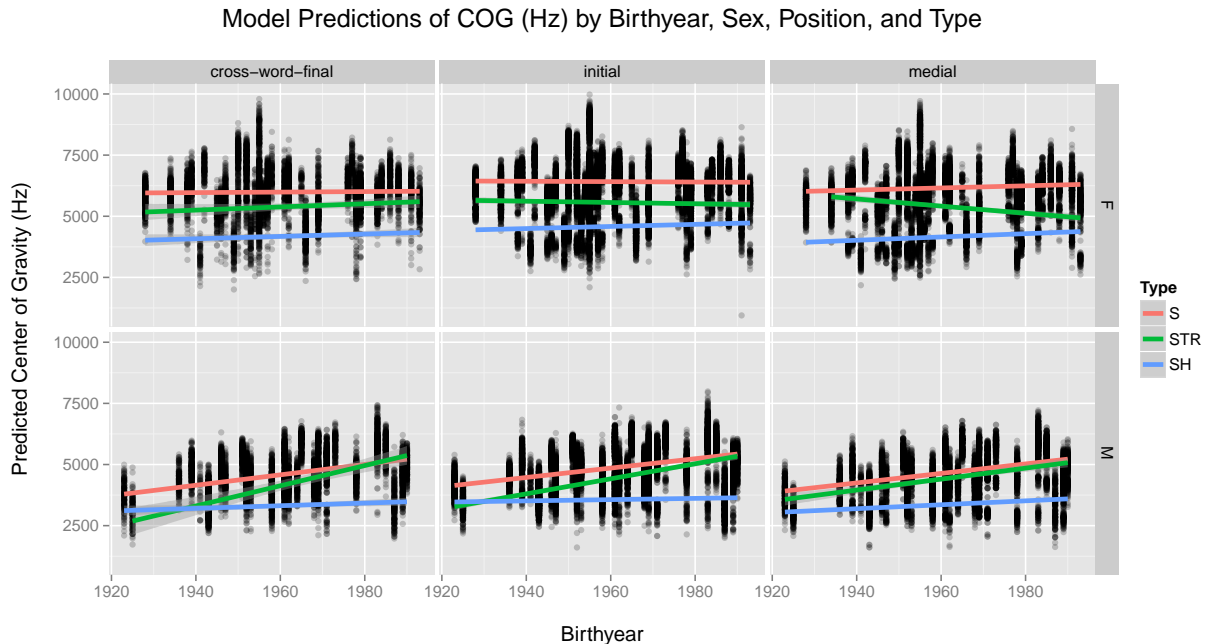 Model Predictions of COG (Hz) by Birthyear, Sex, Position, and Type
cross−word−final initial medial
10000
7500
5000
2500
F
10000
7500
5000
2500
M
1920 1940 1960 1980 1920 1940 1960 1980 1920 1940 1960 1980
Birthyear
Predicted Center of Gravity (Hz)
Type
S
STR
SH